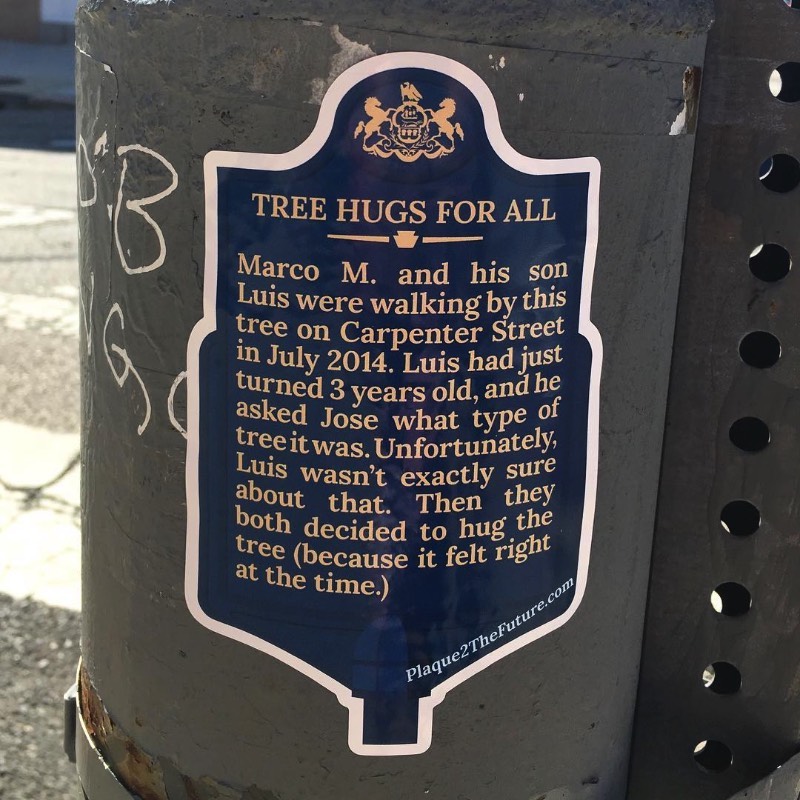 TREE HUGS FOR ALL
Marco M. and his son
Luis were walking by this
tree on Carpenter Street
in July 2014. Luis had just
turned 3 years old, and he
asked Jose what type of
tree it was. Unfortunately,
Luis wasn't exactly sure
about that. Then they
both decided to hug the
tree (because it felt right
at the time.)
Plaque2TheFuture.com